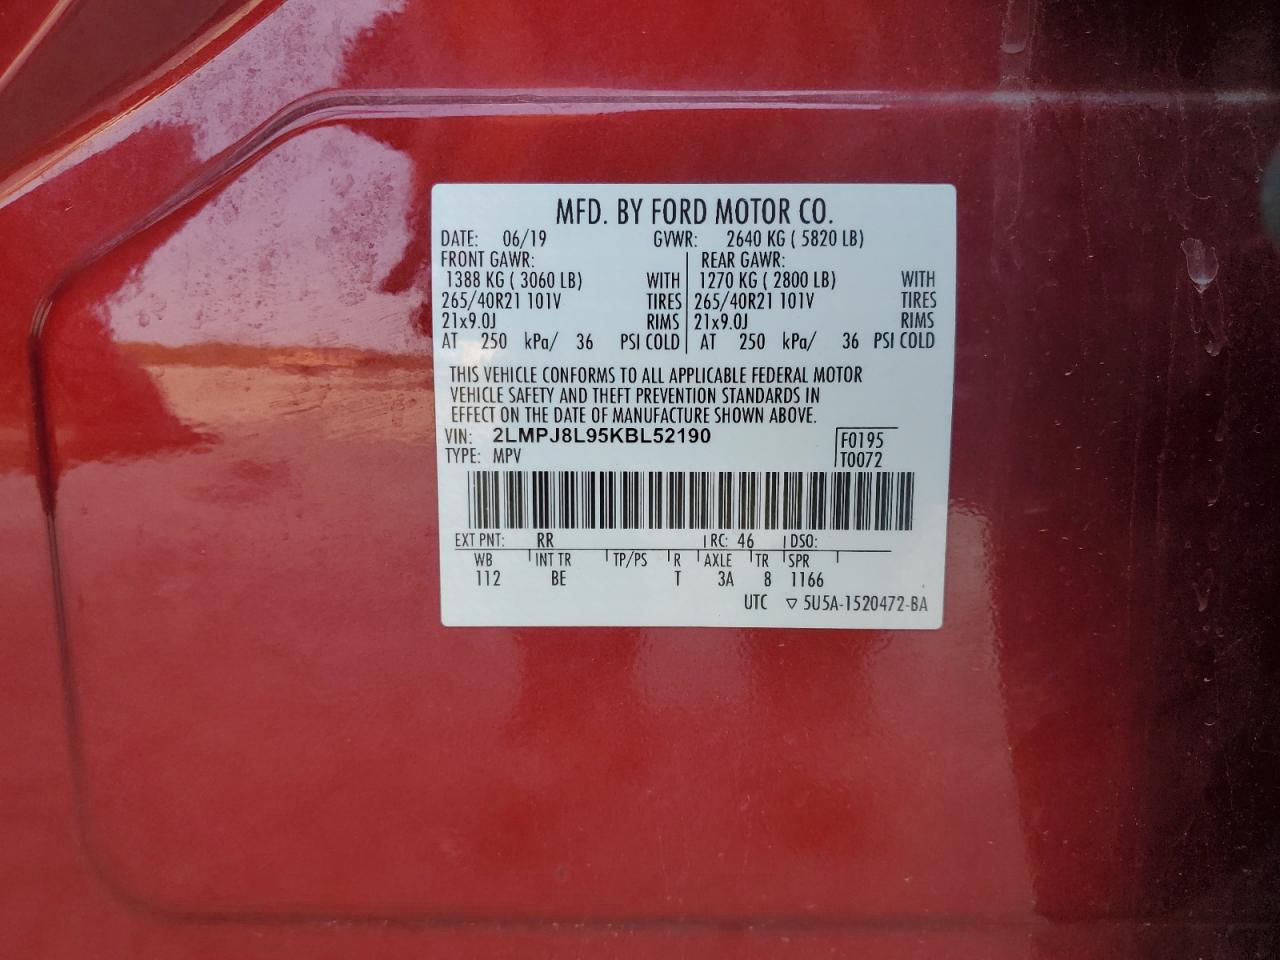 MFD. BY FORD MOTOR CO.
DATE: 06/19 GVWR: 2640 KG ( 5820 LB)
FRONT GAWR: REAR GAWR:
1388 KG ( 3060 LB) WITH 1270 KG ( 2800 LB) WITH
265/40R21 101V TIRES 265/40R21 101V TIRES
21x9.0J RIMS 21x9.0J RIMS
AT 250 kPa/ 36 PSI COLD AT 250 kPa/ 36 PSI COLD
THIS VEHICLE CONFORMS TO ALL APPLICABLE FEDERAL MOTOR
VEHICLE SAFETY AND THEFT PREVENTION STANDARDS IN
EFFECT ON THE DATE OF MANUFACTURE SHOWN ABOVE.
VIN: 2LMPJ8L95KBL52190 F0195
TYPE: MPV T0072
EXT PNT: RR RC: 46 DSO:
WB INT TR TP/PS R AXLE TR SPR
112 BE T 3A 8 1166
UTC ▽ 5U5A-1520472-BA